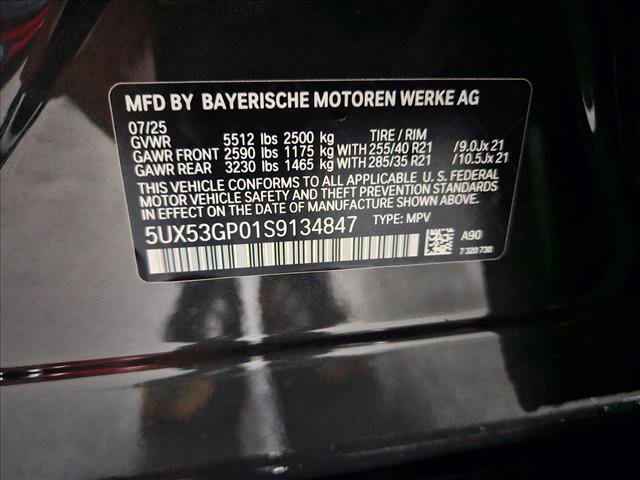 MFD BY BAYERISCHE MOTOREN WERKE AG
07/25
GVWR 5512 lbs 2500 kg TIRE / RIM
GAWR FRONT 2590 lbs 1175 kg WITH 255/40 R21 /9.0Jx21
GAWR REAR 3230 lbs 1465 kg WITH 285/35 R21 /10.5Jx21
THIS VEHICLE CONFORMS TO ALL APPLICABLE U. S. FEDERAL
MOTOR VEHICLE SAFETY, BUMPER, AND THEFT PREVENTION
STANDARDS IN EFFECT ON THE DATE OF MANUFACTURE SHOWN ABOVE.
5UX53GP01S9134847 TYPE: MPV
A90
7 320 730